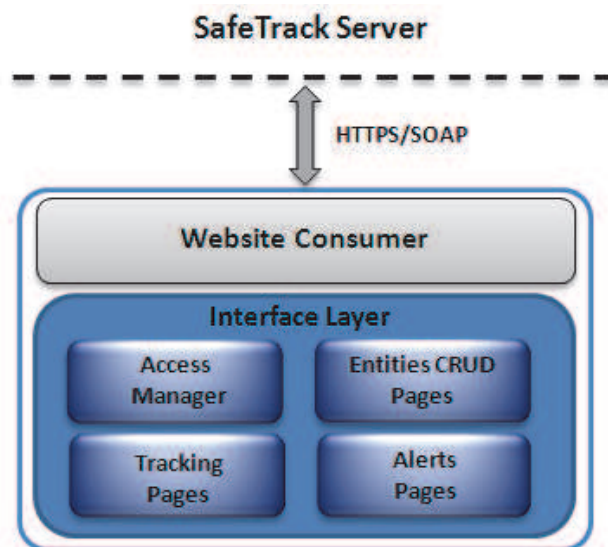 SafeTrack Server
HTTPS/SOAP
Website Consumer
Interface Layer
Access
Manager
Entities CRUD
Pages
Tracking
Pages
Alerts
Pages